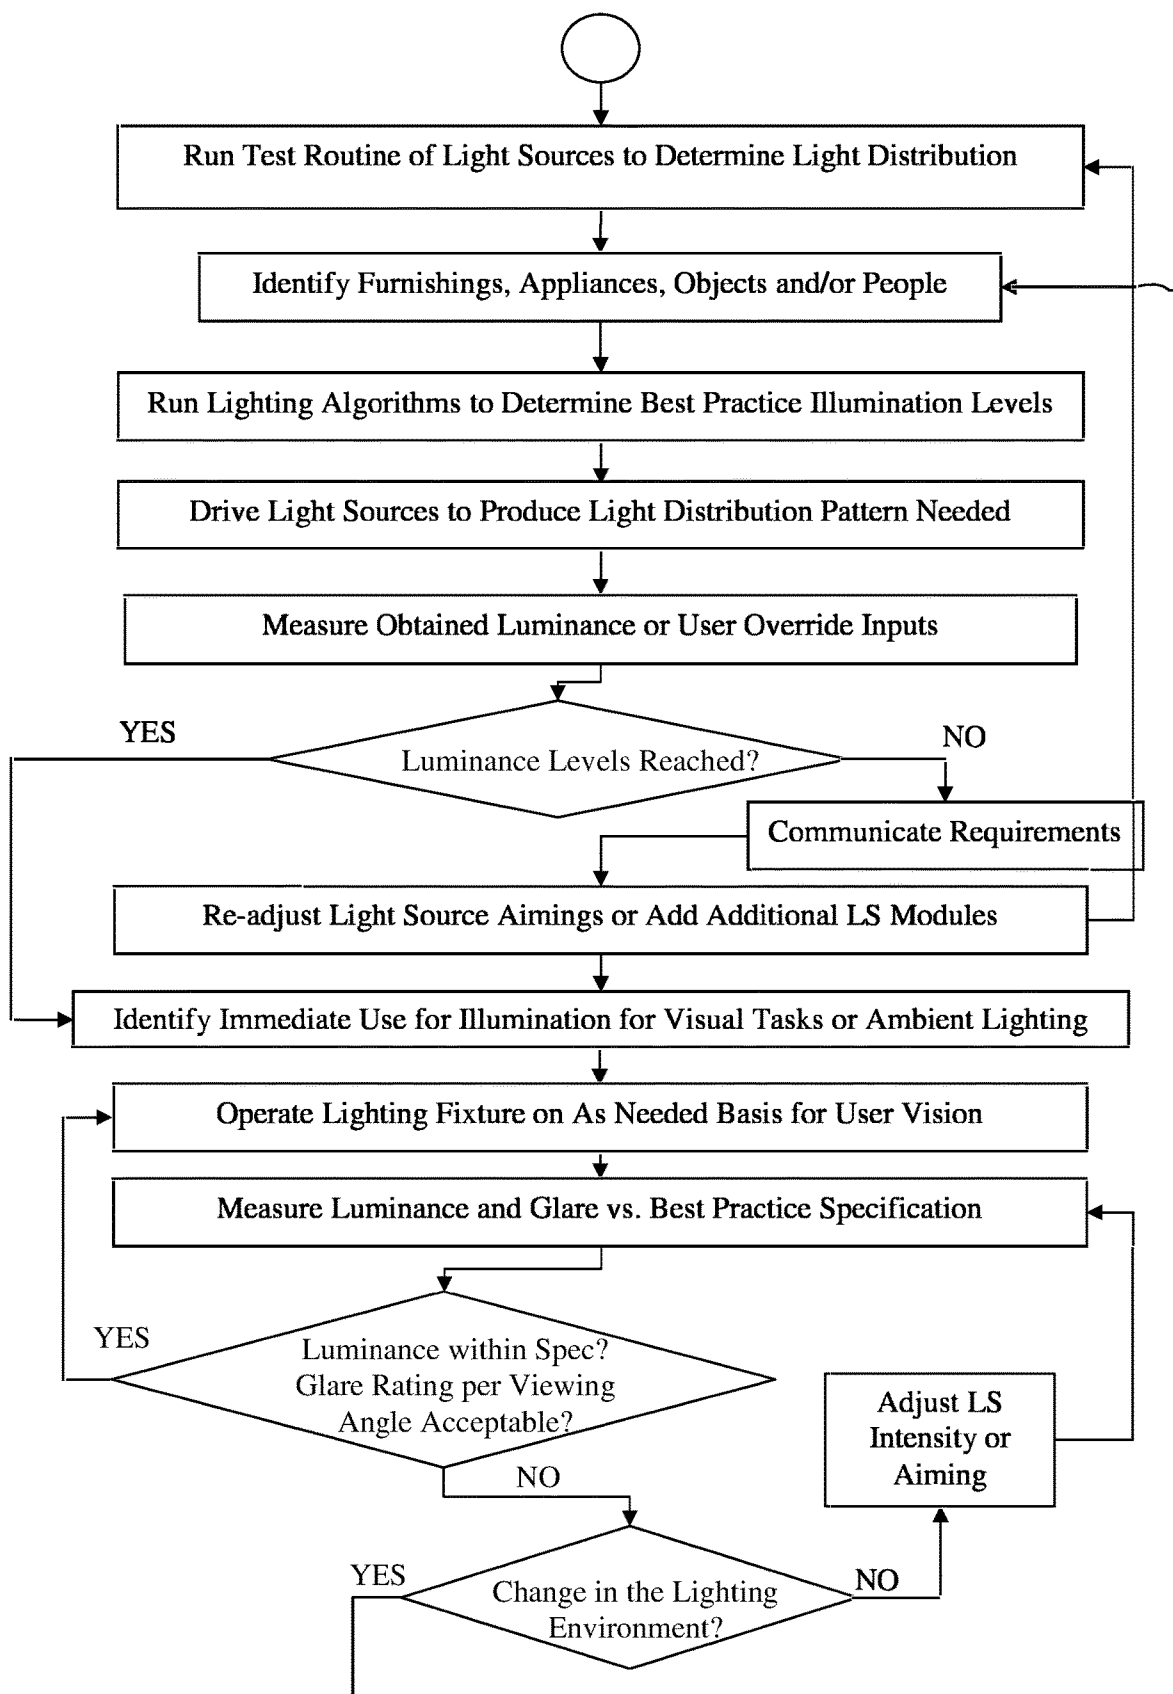 Run Test Routine of Light Sources to Determine Light Distribution
Identify Furnishings, Appliances, Objects and/or People
Run Lighting Algorithms to Determine Best Practice Illumination Levels
Drive Light Sources to Produce Light Distribution Pattern Needed
Measure Obtained Luminance or User Override Inputs
YES
Luminance Levels Reached?
NO
Communicate Requirements
Re-adjust Light Source Aimings or Add Additional LS Modules
Identify Immediate Use for Illumination for Visual Tasks or Ambient Lighting
Operate Lighting Fixture on As Needed Basis for User Vision
Measure Luminance and Glare vs. Best Practice Specification
YES
Luminance within Spec?
Glare Rating per Viewing
Angle Acceptable?
NO
Adjust LS
Intensity or
Aiming
YES
Change in the Lighting
Environment?
NO